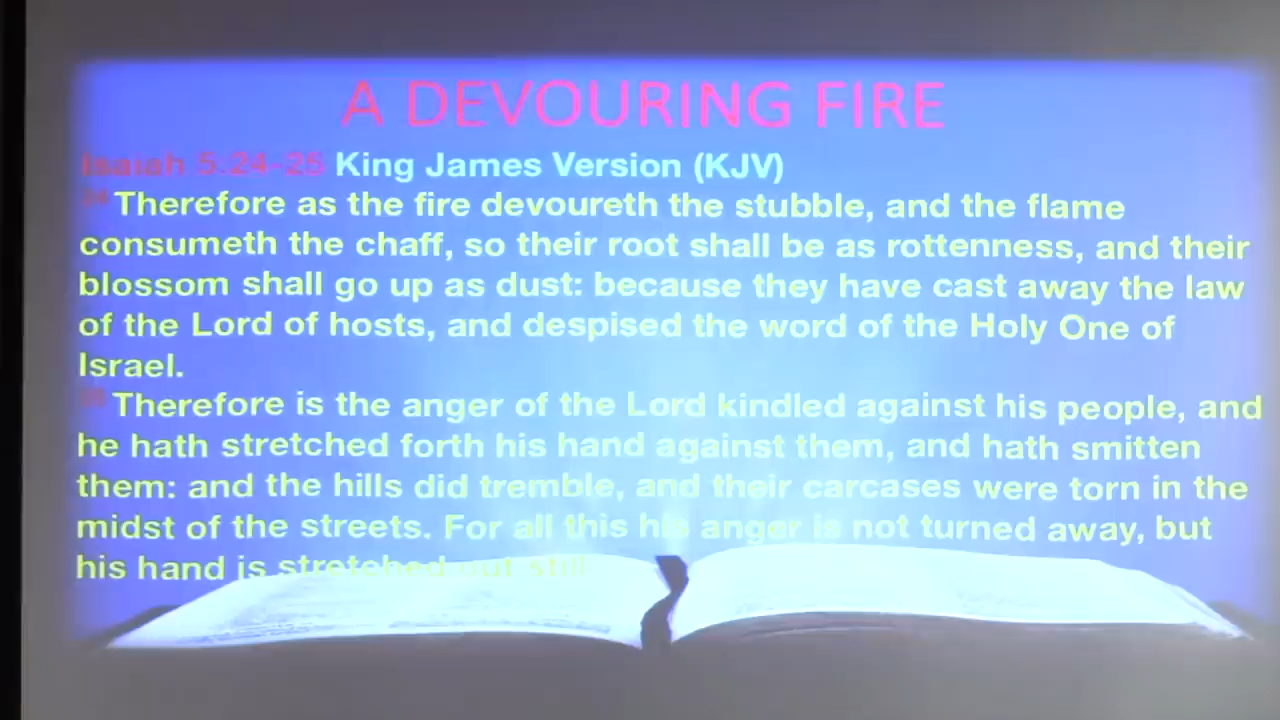 A DEVOURING FIRE
Isaiah 5:24-25 King James Version (KJV)
24 Therefore as the fire devoureth the stubble, and the flame
consumeth the chaff, so their root shall be as rottenness, and their
blossom shall go up as dust: because they have cast away the law
of the Lord of hosts, and despised the word of the Holy One of
Israel.
25 Therefore is the anger of the Lord kindled against his people, and
he hath stretched forth his hand against them, and hath smitten
them: and the hills did tremble, and their carcases were torn in the
midst of the streets. For all this his anger is not turned away, but
his hand is stretched out still